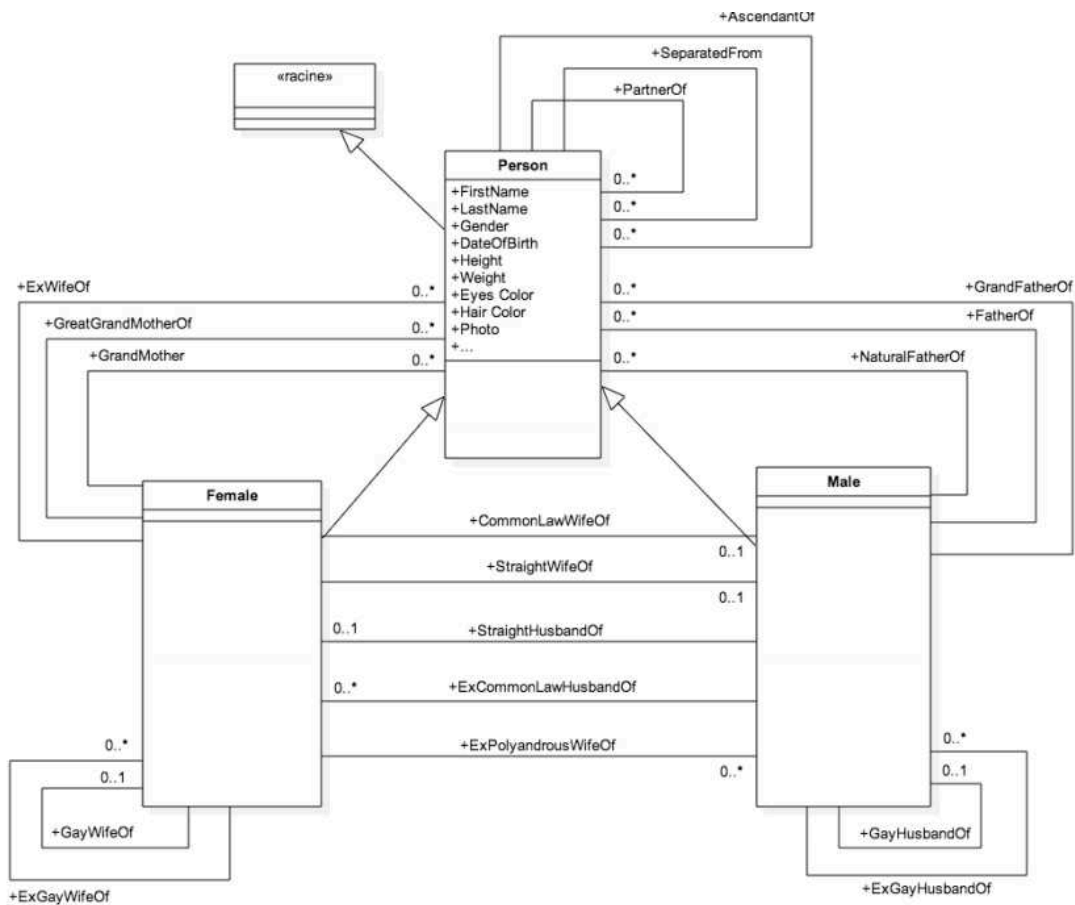 +AscendantOf
«racine»
+SeparatedFrom
+PartnerOf
Person
+FirstName
+LastName
+Gender
+DateOfBirth
+Height
+Weight
+Eyes Color
+Hair Color
+Photo
+...
0..*
0..*
0..*
+ExWifeOf
0..*
+GreatGrandMotherOf
0..*
+GrandMother
0..*
0..*
+GrandFatherOf
0..*
+FatherOf
0..*
+NaturalFatherOf
Female
Male
+CommonLawWifeOf
0..1
+StraightWifeOf
0..1
0..1
+StraightHusbandOf
0..*
+ExCommonLawHusbandOf
+ExPolyandrousWifeOf
0..*
0..*
0..1
+GayWifeOf
+ExGayWifeOf
0..*
0..1
+GayHusbandOf
+ExGayHusbandOf